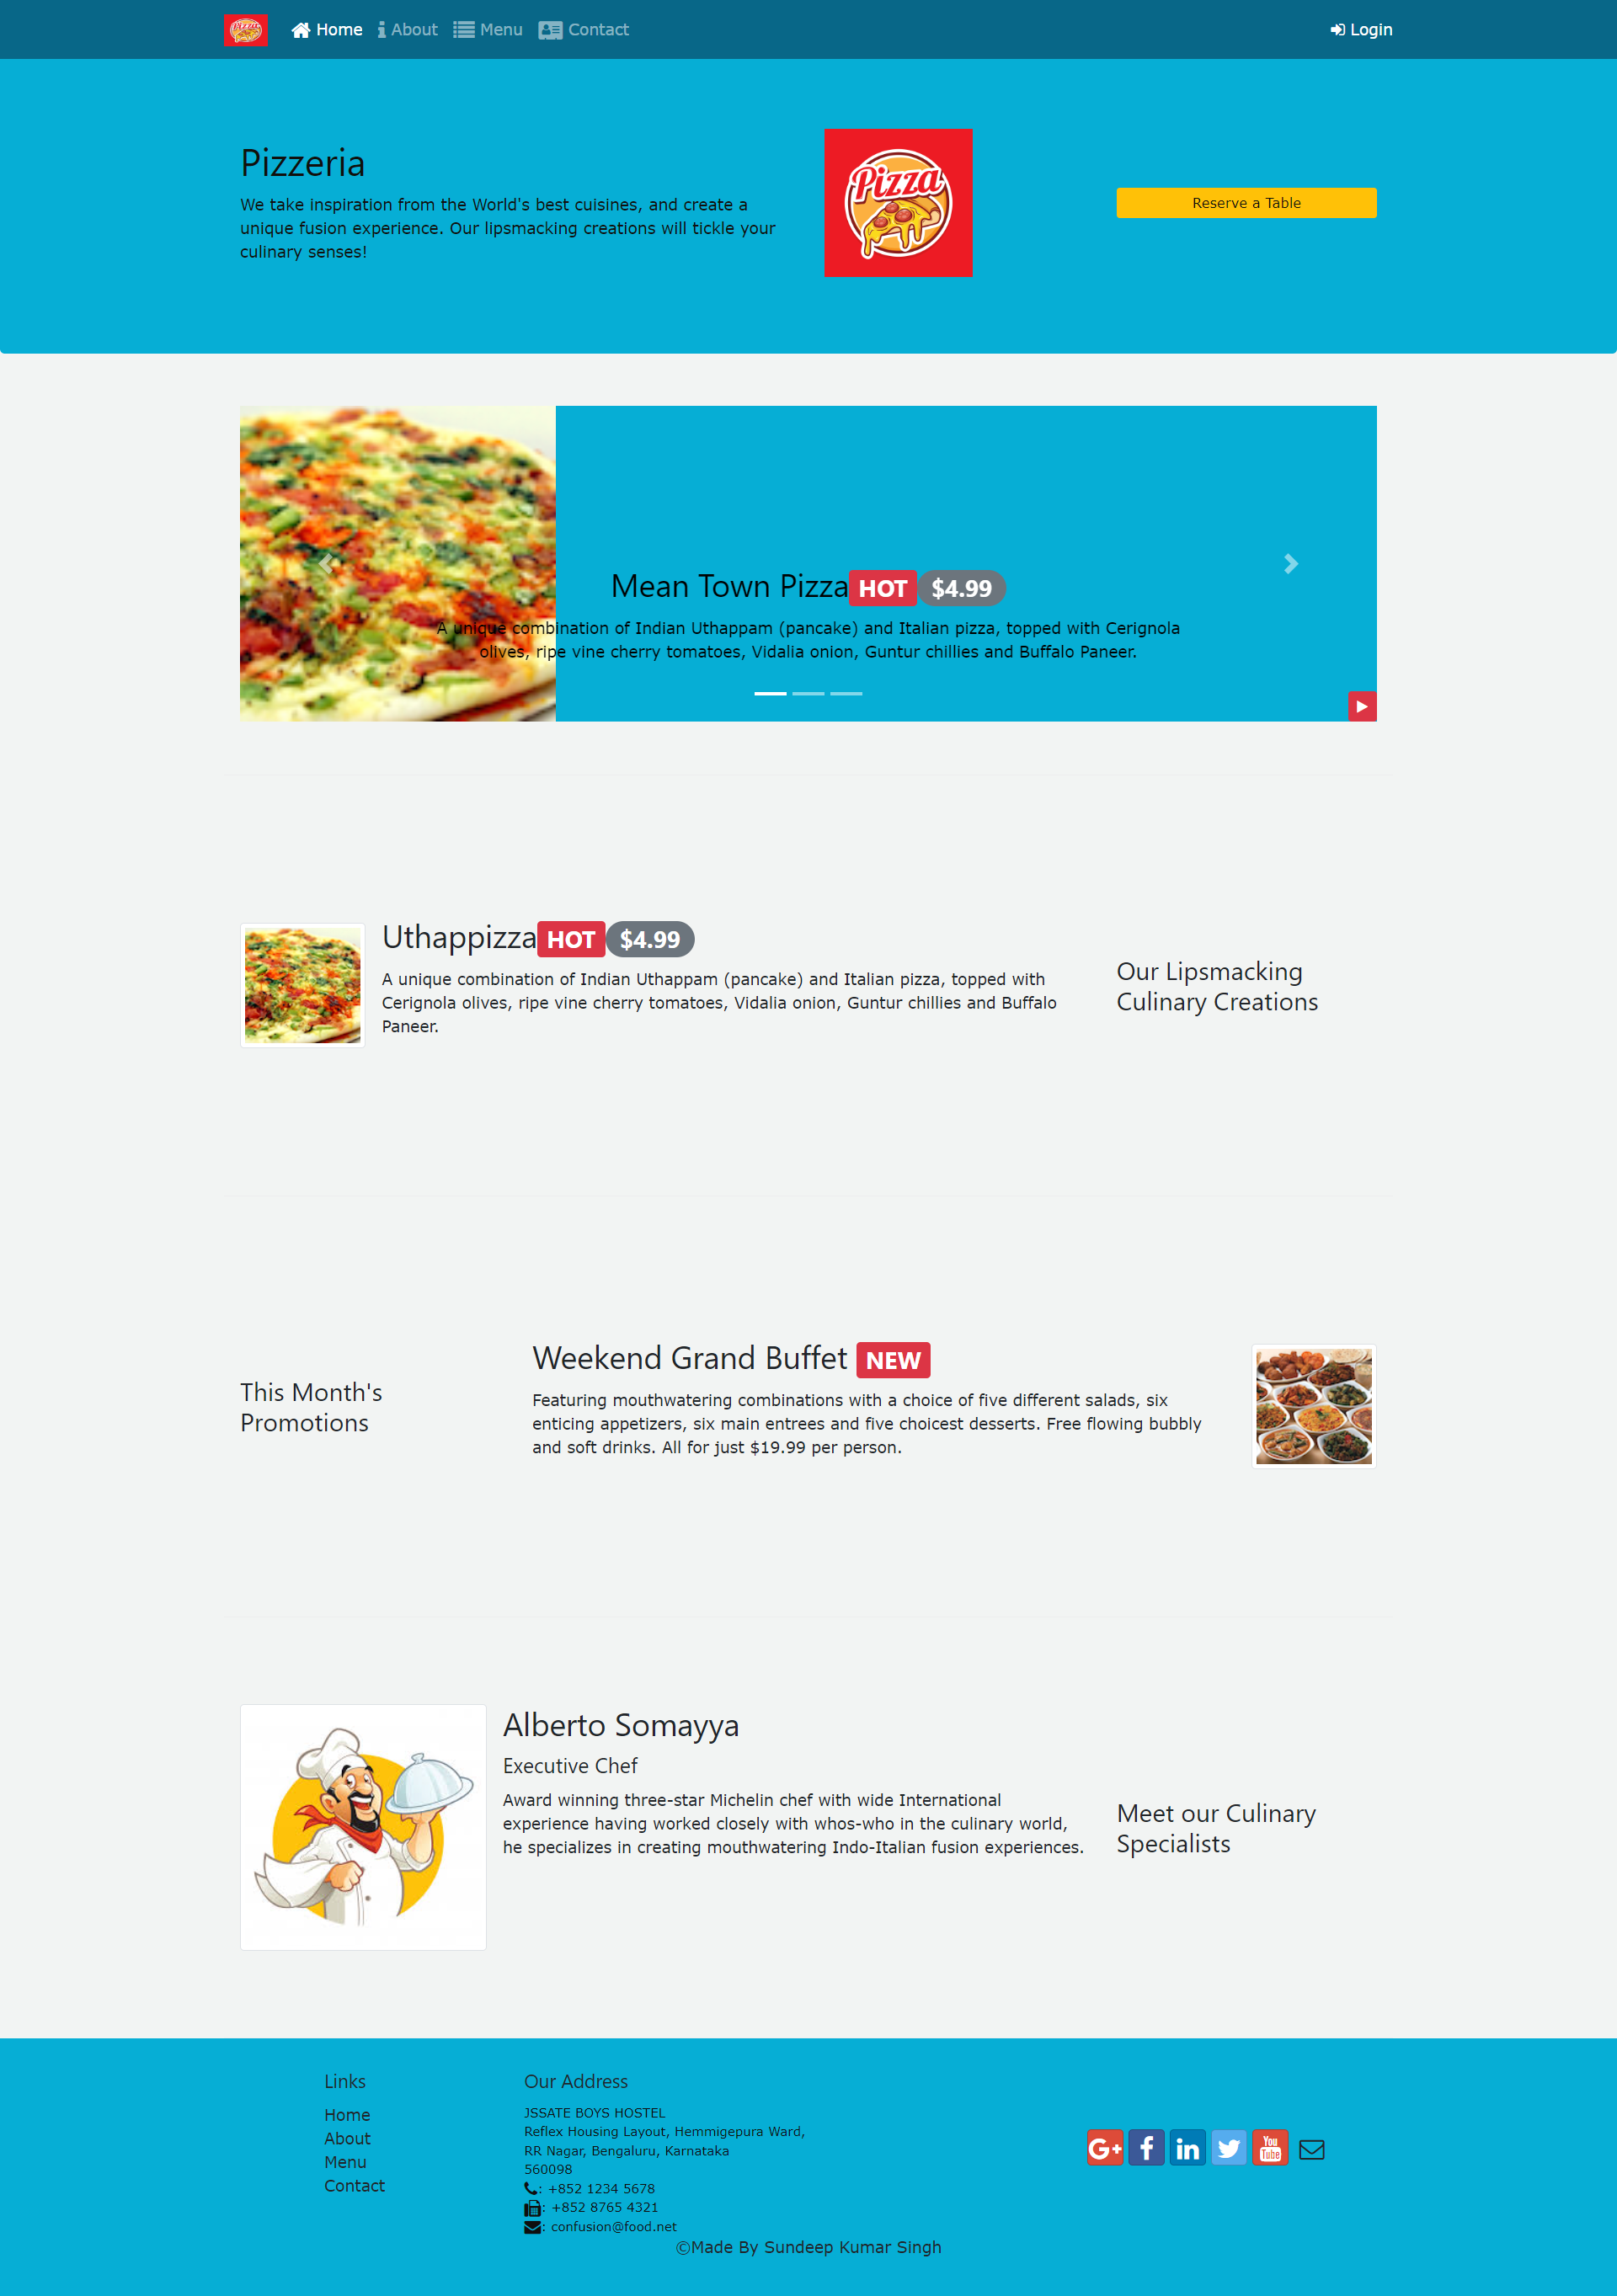 Pizza
Home
About
Menu
Contact
Login
Pizzeria
We take inspiration from the World's best cuisines, and create a
unique fusion experience. Our lipsmacking creations will tickle your
culinary senses!
Pizza
Reserve a Table
Mean Town Pizza HOT $4.99
A unique combination of Indian Uthappam (pancake) and Italian pizza, topped with Cerignola
olives, ripe vine cherry tomatoes, Vidalia onion, Guntur chillies and Buffalo Paneer.
Uthappizza HOT $4.99
A unique combination of Indian Uthappam (pancake) and Italian pizza, topped with
Cerignola olives, ripe vine cherry tomatoes, Vidalia onion, Guntur chillies and Buffalo
Paneer.
Our Lipsmacking
Culinary Creations
This Month's
Promotions
Weekend Grand Buffet NEW
Featuring mouthwatering combinations with a choice of five different salads, six
enticing appetizers, six main entrees and five choicest desserts. Free flowing bubbly
and soft drinks. All for just $19.99 per person.
Alberto Somayya
Executive Chef
Award winning three-star Michelin chef with wide International
experience having worked closely with whos-who in the culinary world,
he specializes in creating mouthwatering Indo-Italian fusion experiences.
Meet our Culinary
Specialists
Links
Home
About
Menu
Contact
Our Address
JSSATE BOYS HOSTEL
Reflex Housing Layout, Hemmigepura Ward,
RR Nagar, Bengaluru, Karnataka
560098
: +852 1234 5678
: +852 8765 4321
: confusion@food.net
G+ f in You Tube
©Made By Sundeep Kumar Singh